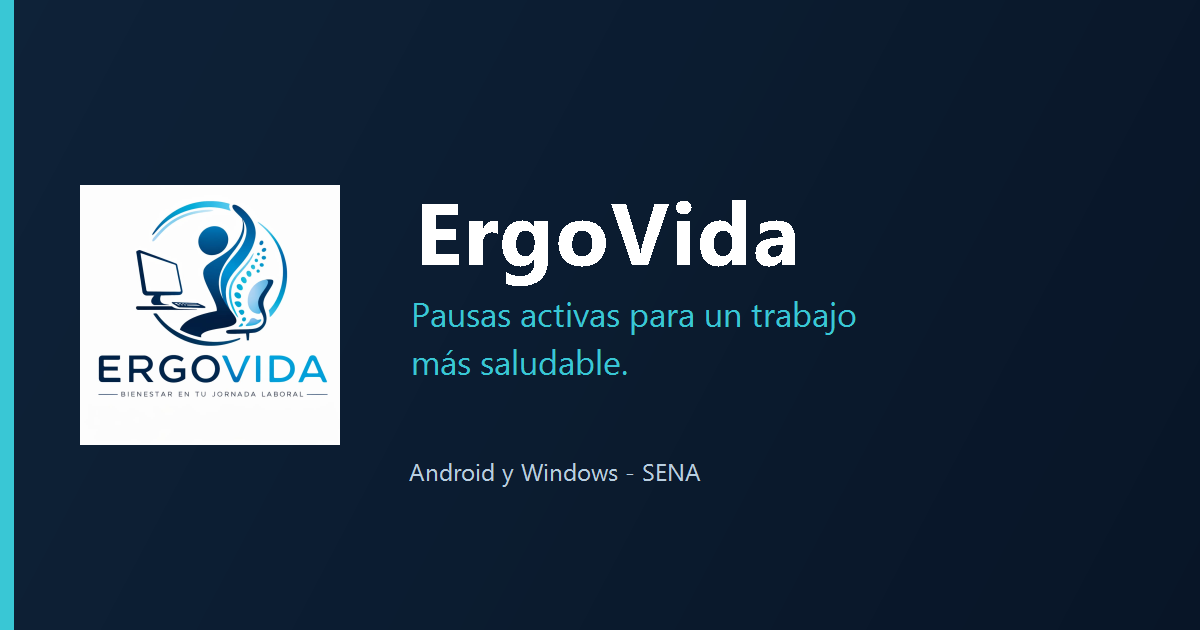 ERGOVIDA
BIENESTAR EN TU JORNADA LABORAL
ErgoVida
Pausas activas para un trabajo
más saludable.
Android y Windows - SENA